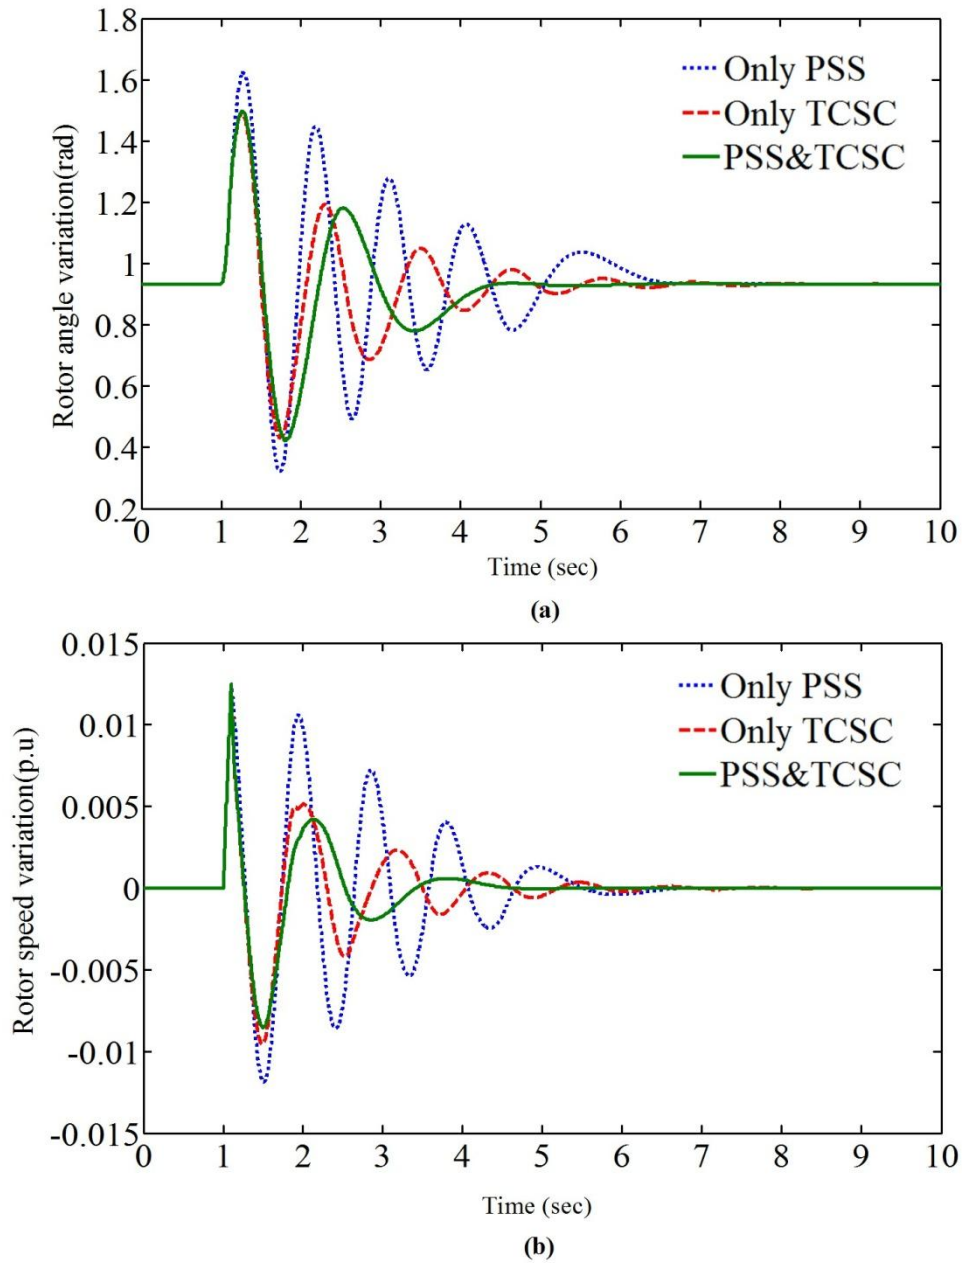 1.8
1.6
1.4
1.2
1
0.8
0.6
0.4
0.2
Rotor angle variation(rad)
Only PSS
Only TCSC
PSS&TCSC
0 1 2 3 4 5 6 7 8 9 10
Time (sec)
(a)
0.015
0.01
0.005
0
-0.005
-0.01
-0.015
Rotor speed variation(p.u)
Only PSS
Only TCSC
PSS&TCSC
0 1 2 3 4 5 6 7 8 9 10
Time (sec)
(b)